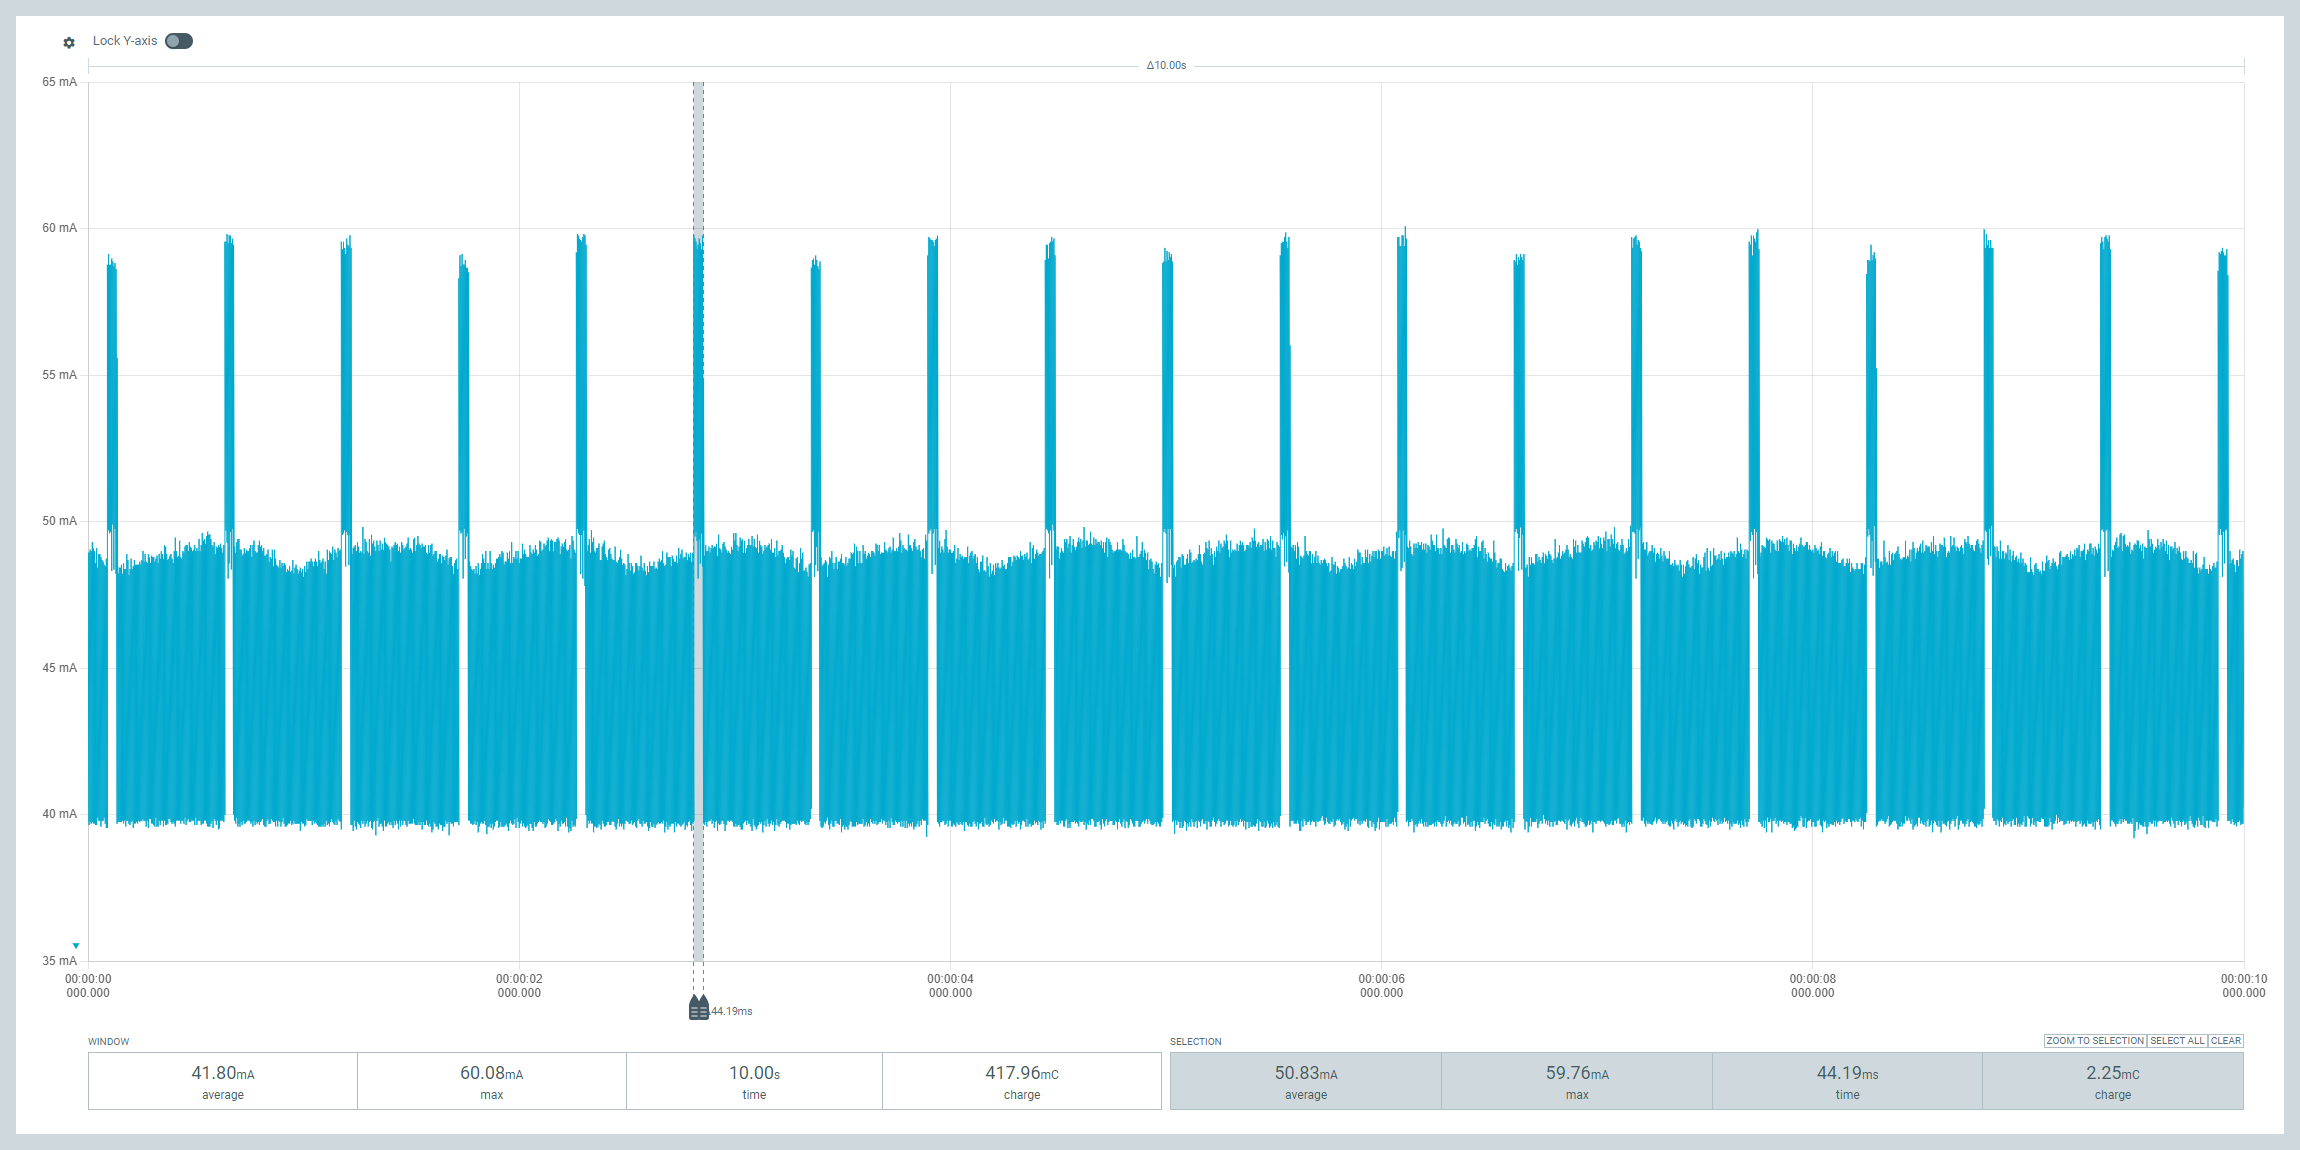 Lock Y-axis
Δ10.00s
65 mA
60 mA
55 mA
50 mA
45 mA
40 mA
35 mA
00:00:00 00:00:02 00:00:04 00:00:06 00:00:08 00:00:10
000.000 000.000 000.000 000.000 000.000 000.000
44.19ms
WINDOW SELECTION ZOOM TO SELECTION SELECT ALL CLEAR
41.80mA 60.08mA 10.00s 417.96mC 50.83mA 59.76mA 44.19ms 2.25mC
average max time charge average max time charge